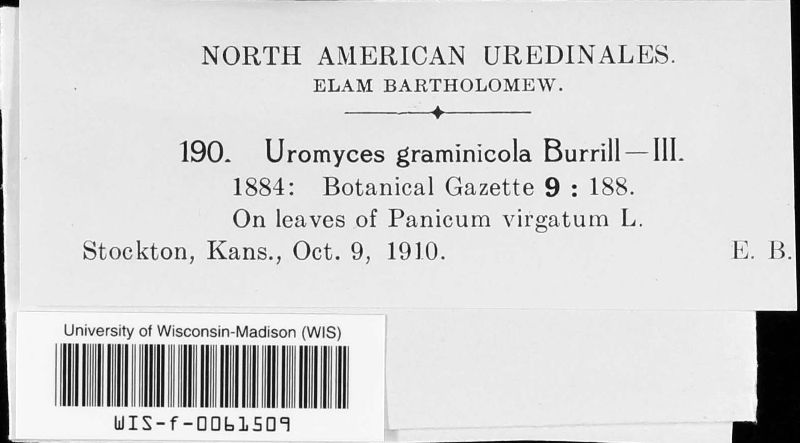 NORTH AMERICAN UREDINALES.
ELAM BARTHOLOMEW.
190. Uromyces graminicola Burrill—III.
1884: Botanical Gazette 9 : 188.
On leaves of Panicum virgatum L.
Stockton, Kans., Oct. 9, 1910. E. B.
University of Wisconsin-Madison (WIS)
WIS-f-0061509